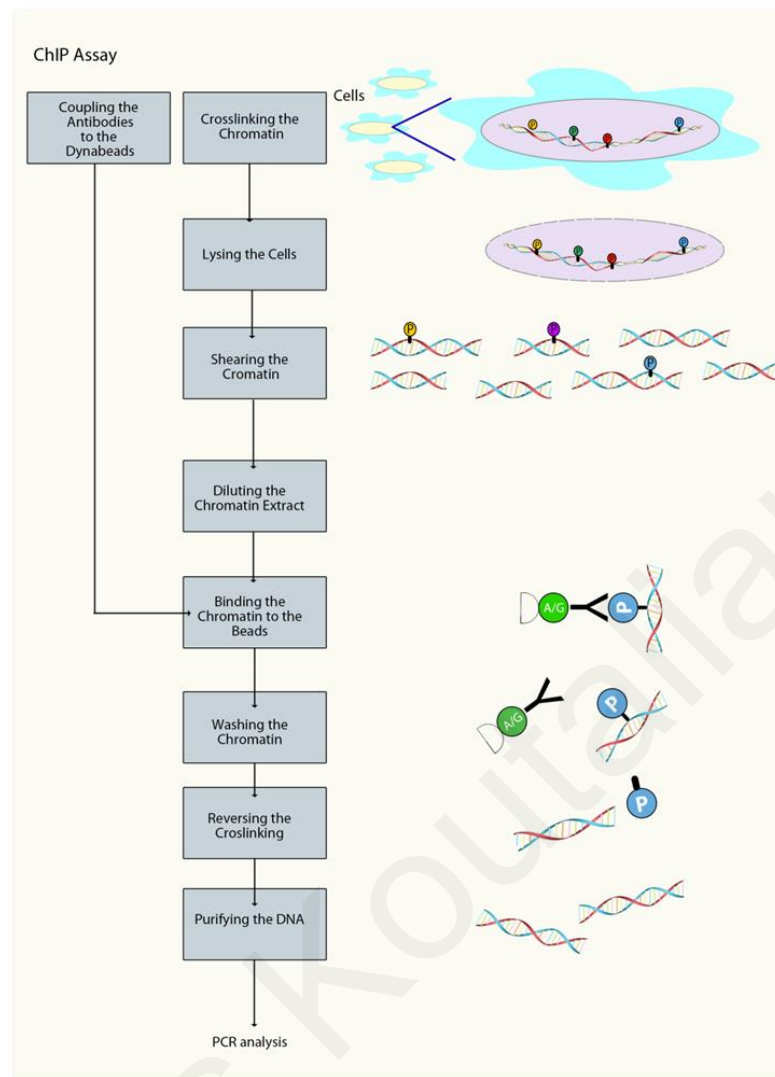 ChIP Assay
Coupling the
Antibodies
to the
Dynabeads
Crosslinking the
Chromatin
Cells
P
P
P
P
Lysing the Cells
P
P
P
P
Shearing the
Cromatin
P
P
P
Diluting the
Chromatin Extract
Binding the
Chromatin to the
Beads
A/G
P
Washing the
Chromatin
A/G
P
Reversing the
Croslinking
P
Purifying the DNA
PCR analysis
Koutalia